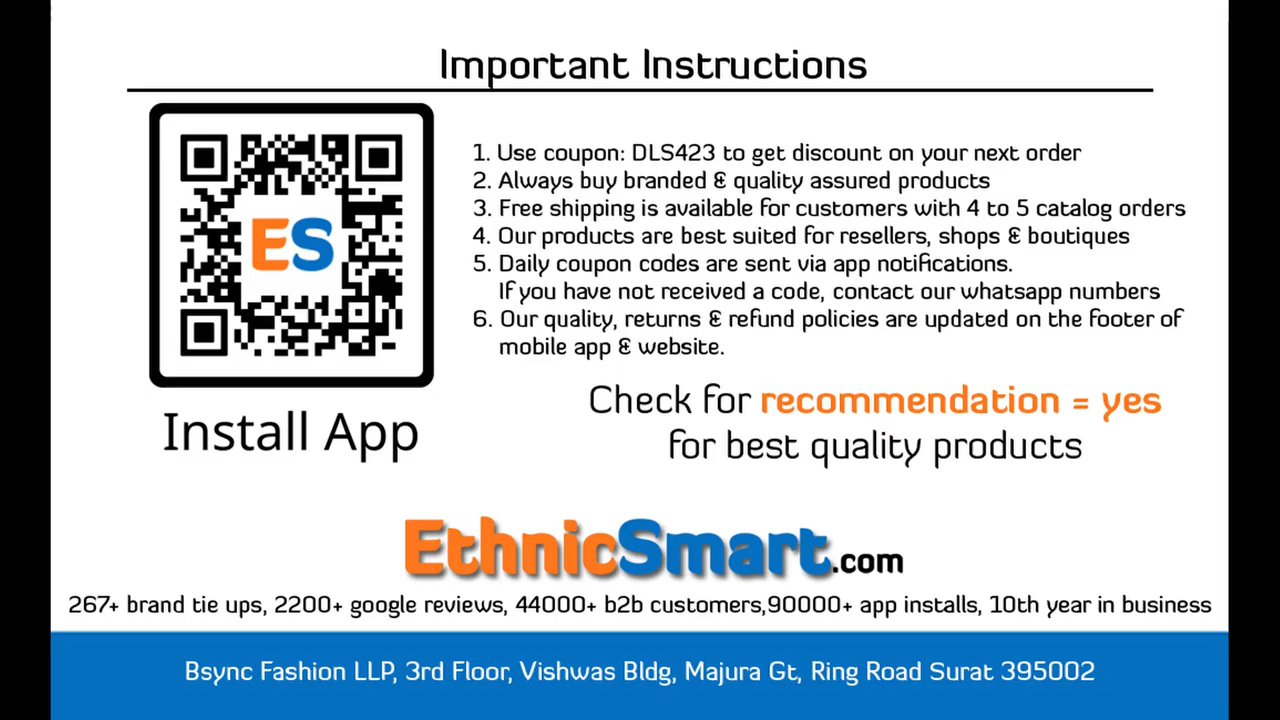 Important Instructions
ES
Install App
1. Use coupon: DLS423 to get discount on your next order
2. Always buy branded & quality assured products
3. Free shipping is available for customers with 4 to 5 catalog orders
4. Our products are best suited for resellers, shops & boutiques
5. Daily coupon codes are sent via app notifications.
If you have not received a code, contact our whatsapp numbers
6. Our quality, returns & refund policies are updated on the footer of
mobile app & website.
Check for recommendation = yes
for best quality products
EthnicSmart.com
267+ brand tie ups, 2200+ google reviews, 44000+ b2b customers,90000+ app installs, 10th year in business
Bsync Fashion LLP, 3rd Floor, Vishwas Bldg, Majura Gt, Ring Road Surat 395002